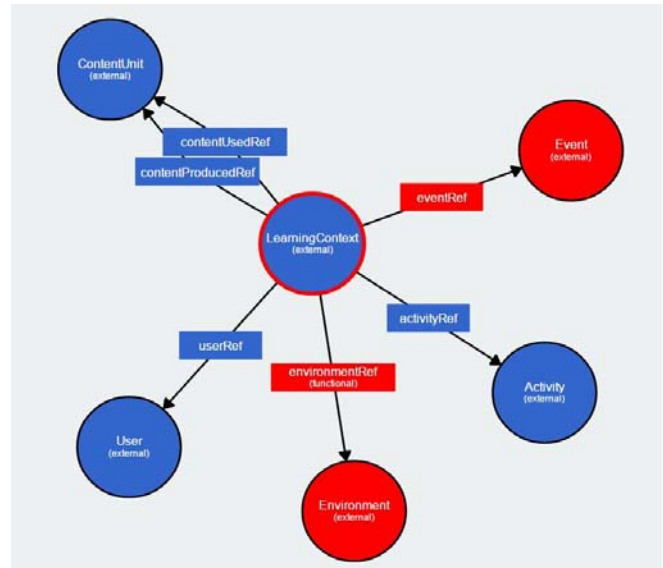 ContentUnit
(external)
contentUsedRef
contentProducedRef
Event
(external)
eventRef
LearningContext
(external)
activityRef
userRef
environmentRef
(functional)
Activity
(external)
User
(external)
Environment
(external)